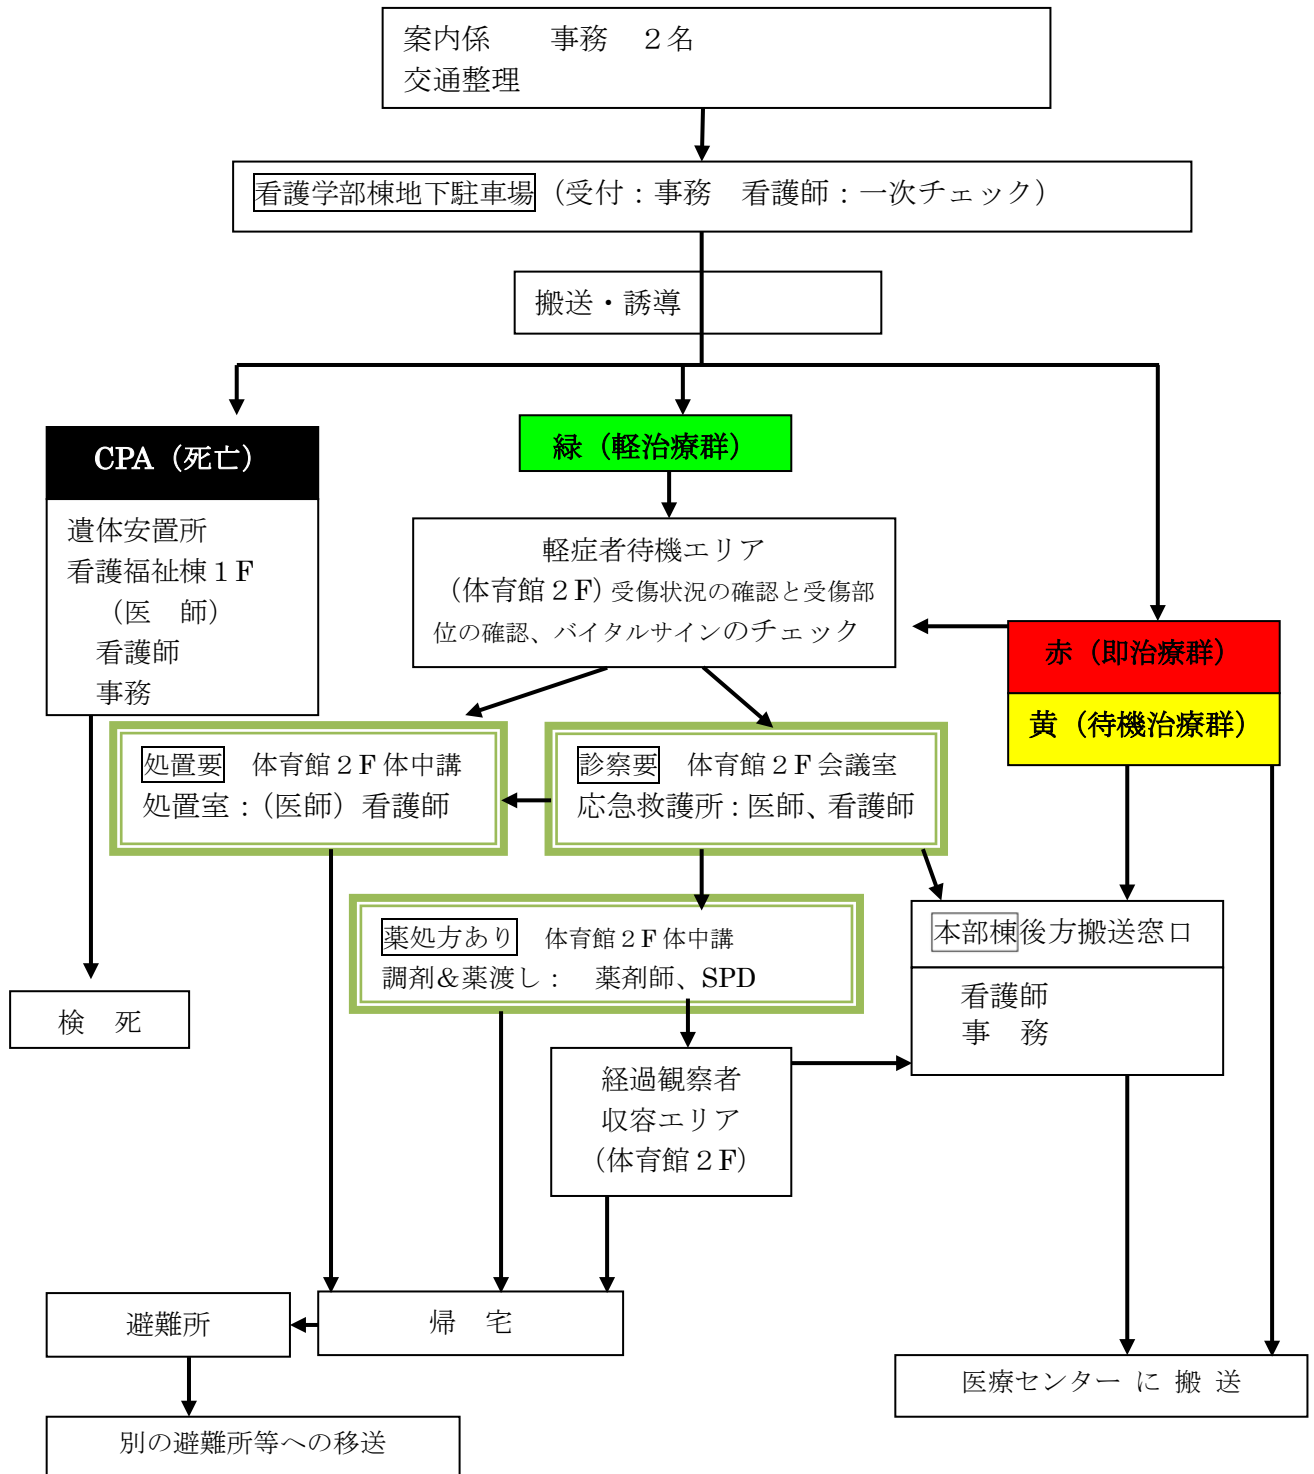 案内係　　事務　２名
交通整理
看護学部棟地下駐車場（受付：事務　看護師：一次チェック）
搬送・誘導
CPA（死亡）
遺体安置所
看護福祉棟１F
（医　師）
看護師
事務
緑（軽治療群）
軽症者待機エリア
（体育館２F）受傷状況の確認と受傷部
位の確認、バイタルサインのチェック
赤（即治療群）
黄（待機治療群）
処置要　体育館２F 体中講
処置室：（医師）看護師
診察要　体育館２F 会議室
応急救護所：医師、看護師
薬処方あり　体育館２F 体中講
調剤＆薬渡し：　薬剤師、SPD
本部棟後方搬送窓口
看護師
事　務
検　死
経過観察者
収容エリア
（体育館２F）
避難所
帰　宅
医療センター に 搬 送
別の避難所等への移送